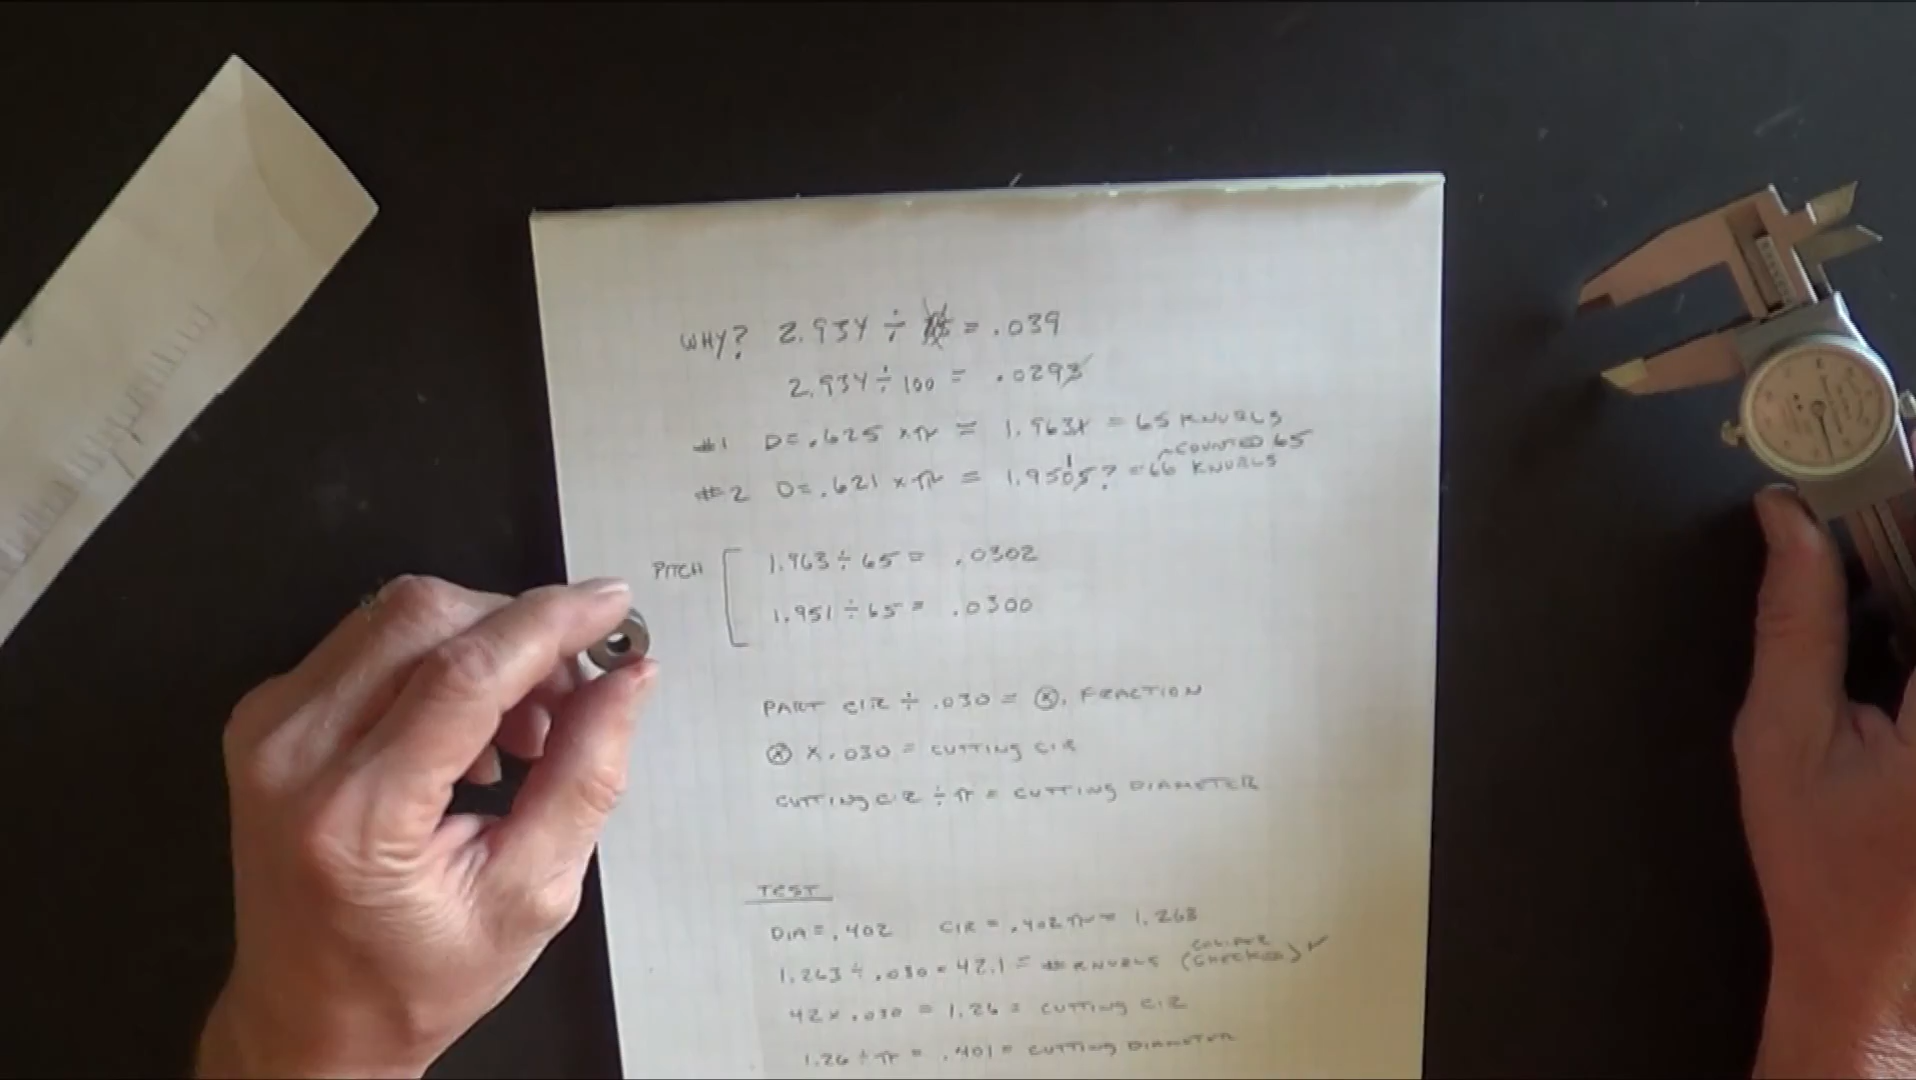 WHY? 2.934 ÷ = .039
2.934 ÷ 100 = .0293
#1 D=.625 x π = 1.963 = 65 KNURLS
COUNTED 65
#2 D=.621 x π = 1.9505? = 66 KNURLS
PITCH [ 1.963 ÷ 65 = .0302
1.951 ÷ 65 = .0300
PART CIR ÷ .030 = ⓧ. FRACTION
ⓧ x .030 = CUTTING CIR
CUTTING CIR ÷ π = CUTTING DIAMETER
TEST
DIA = .402 CIR = .402 π = 1.263
1.263 ÷ .030 = 42.1 = # KNURLS (CHECKED) ✓
42 x .030 = 1.26 = CUTTING CIR
1.26 ÷ π = .401 = CUTTING DIAMETER